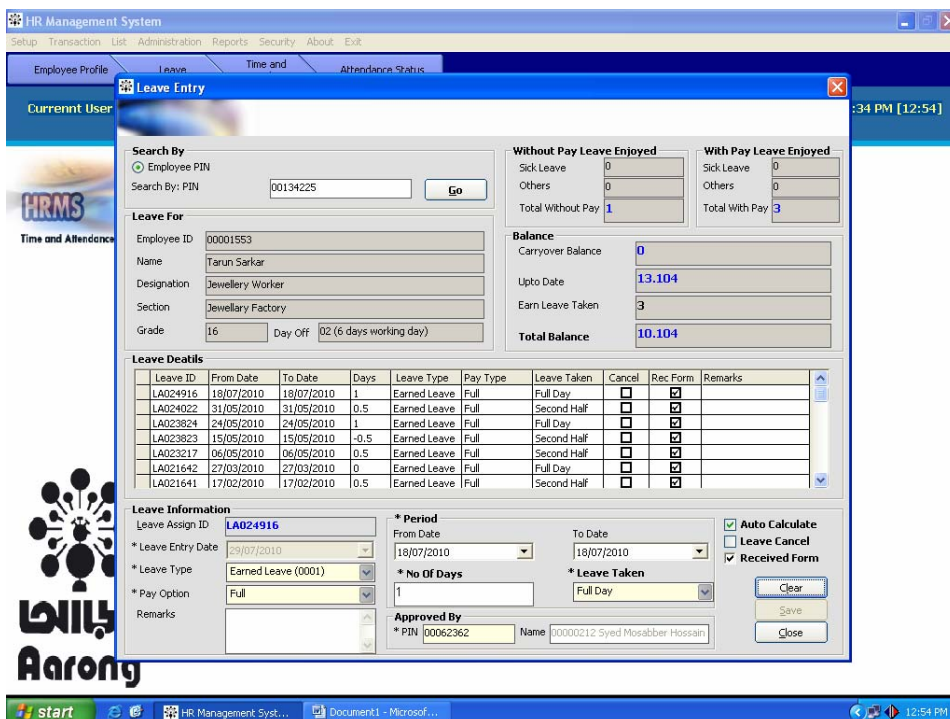 HR Management System
Setup Transaction List Administration Reports Security About Exit
Employee Profile Leave Time and Attendance Status
Currennt User :34 PM [12:54]
Leave Entry
HRMS
Time and Attendance
Search By
Employee PIN
Search By: PIN 00134225 Go
Without Pay Leave Enjoyed
Sick Leave 0
Others 0
Total Without Pay 1
With Pay Leave Enjoyed
Sick Leave 0
Others 0
Total With Pay 3
Leave For
Employee ID 00001553
Name Tarun Sarkar
Designation Jewellery Worker
Section Jewellary Factory
Grade 16 Day Off 02 (6 days working day)
Balance
Carryover Balance 0
Upto Date 13.104
Earn Leave Taken 3
Total Balance 10.104
Leave Deatils
Leave ID From Date To Date Days Leave Type Pay Type Leave Taken Cancel Rec Form Remarks
LA024916 18/07/2010 18/07/2010 1 Earned Leave Full Full Day
LA024022 31/05/2010 31/05/2010 0.5 Earned Leave Full Second Half
LA023824 24/05/2010 24/05/2010 1 Earned Leave Full Full Day
LA023823 15/05/2010 15/05/2010 -0.5 Earned Leave Full Second Half
LA023217 06/05/2010 06/05/2010 0.5 Earned Leave Full Second Half
LA021642 27/03/2010 27/03/2010 0 Earned Leave Full Full Day
LA021641 17/02/2010 17/02/2010 0.5 Earned Leave Full Second Half
Leave Information
Leave Assign ID LA024916
* Leave Entry Date 29/07/2010
* Leave Type Earned Leave (0001)
* Pay Option Full
Remarks
* Period
From Date To Date
18/07/2010 18/07/2010
* No Of Days * Leave Taken
1 Full Day
Approved By
* PIN 00062362 Name 00000212 Syed Mosabber Hossain
Auto Calculate
Leave Cancel
Received Form
Clear
Save
Close
Aarong
start HR Management Syst... Document1 - Microsof... 12:54 PM